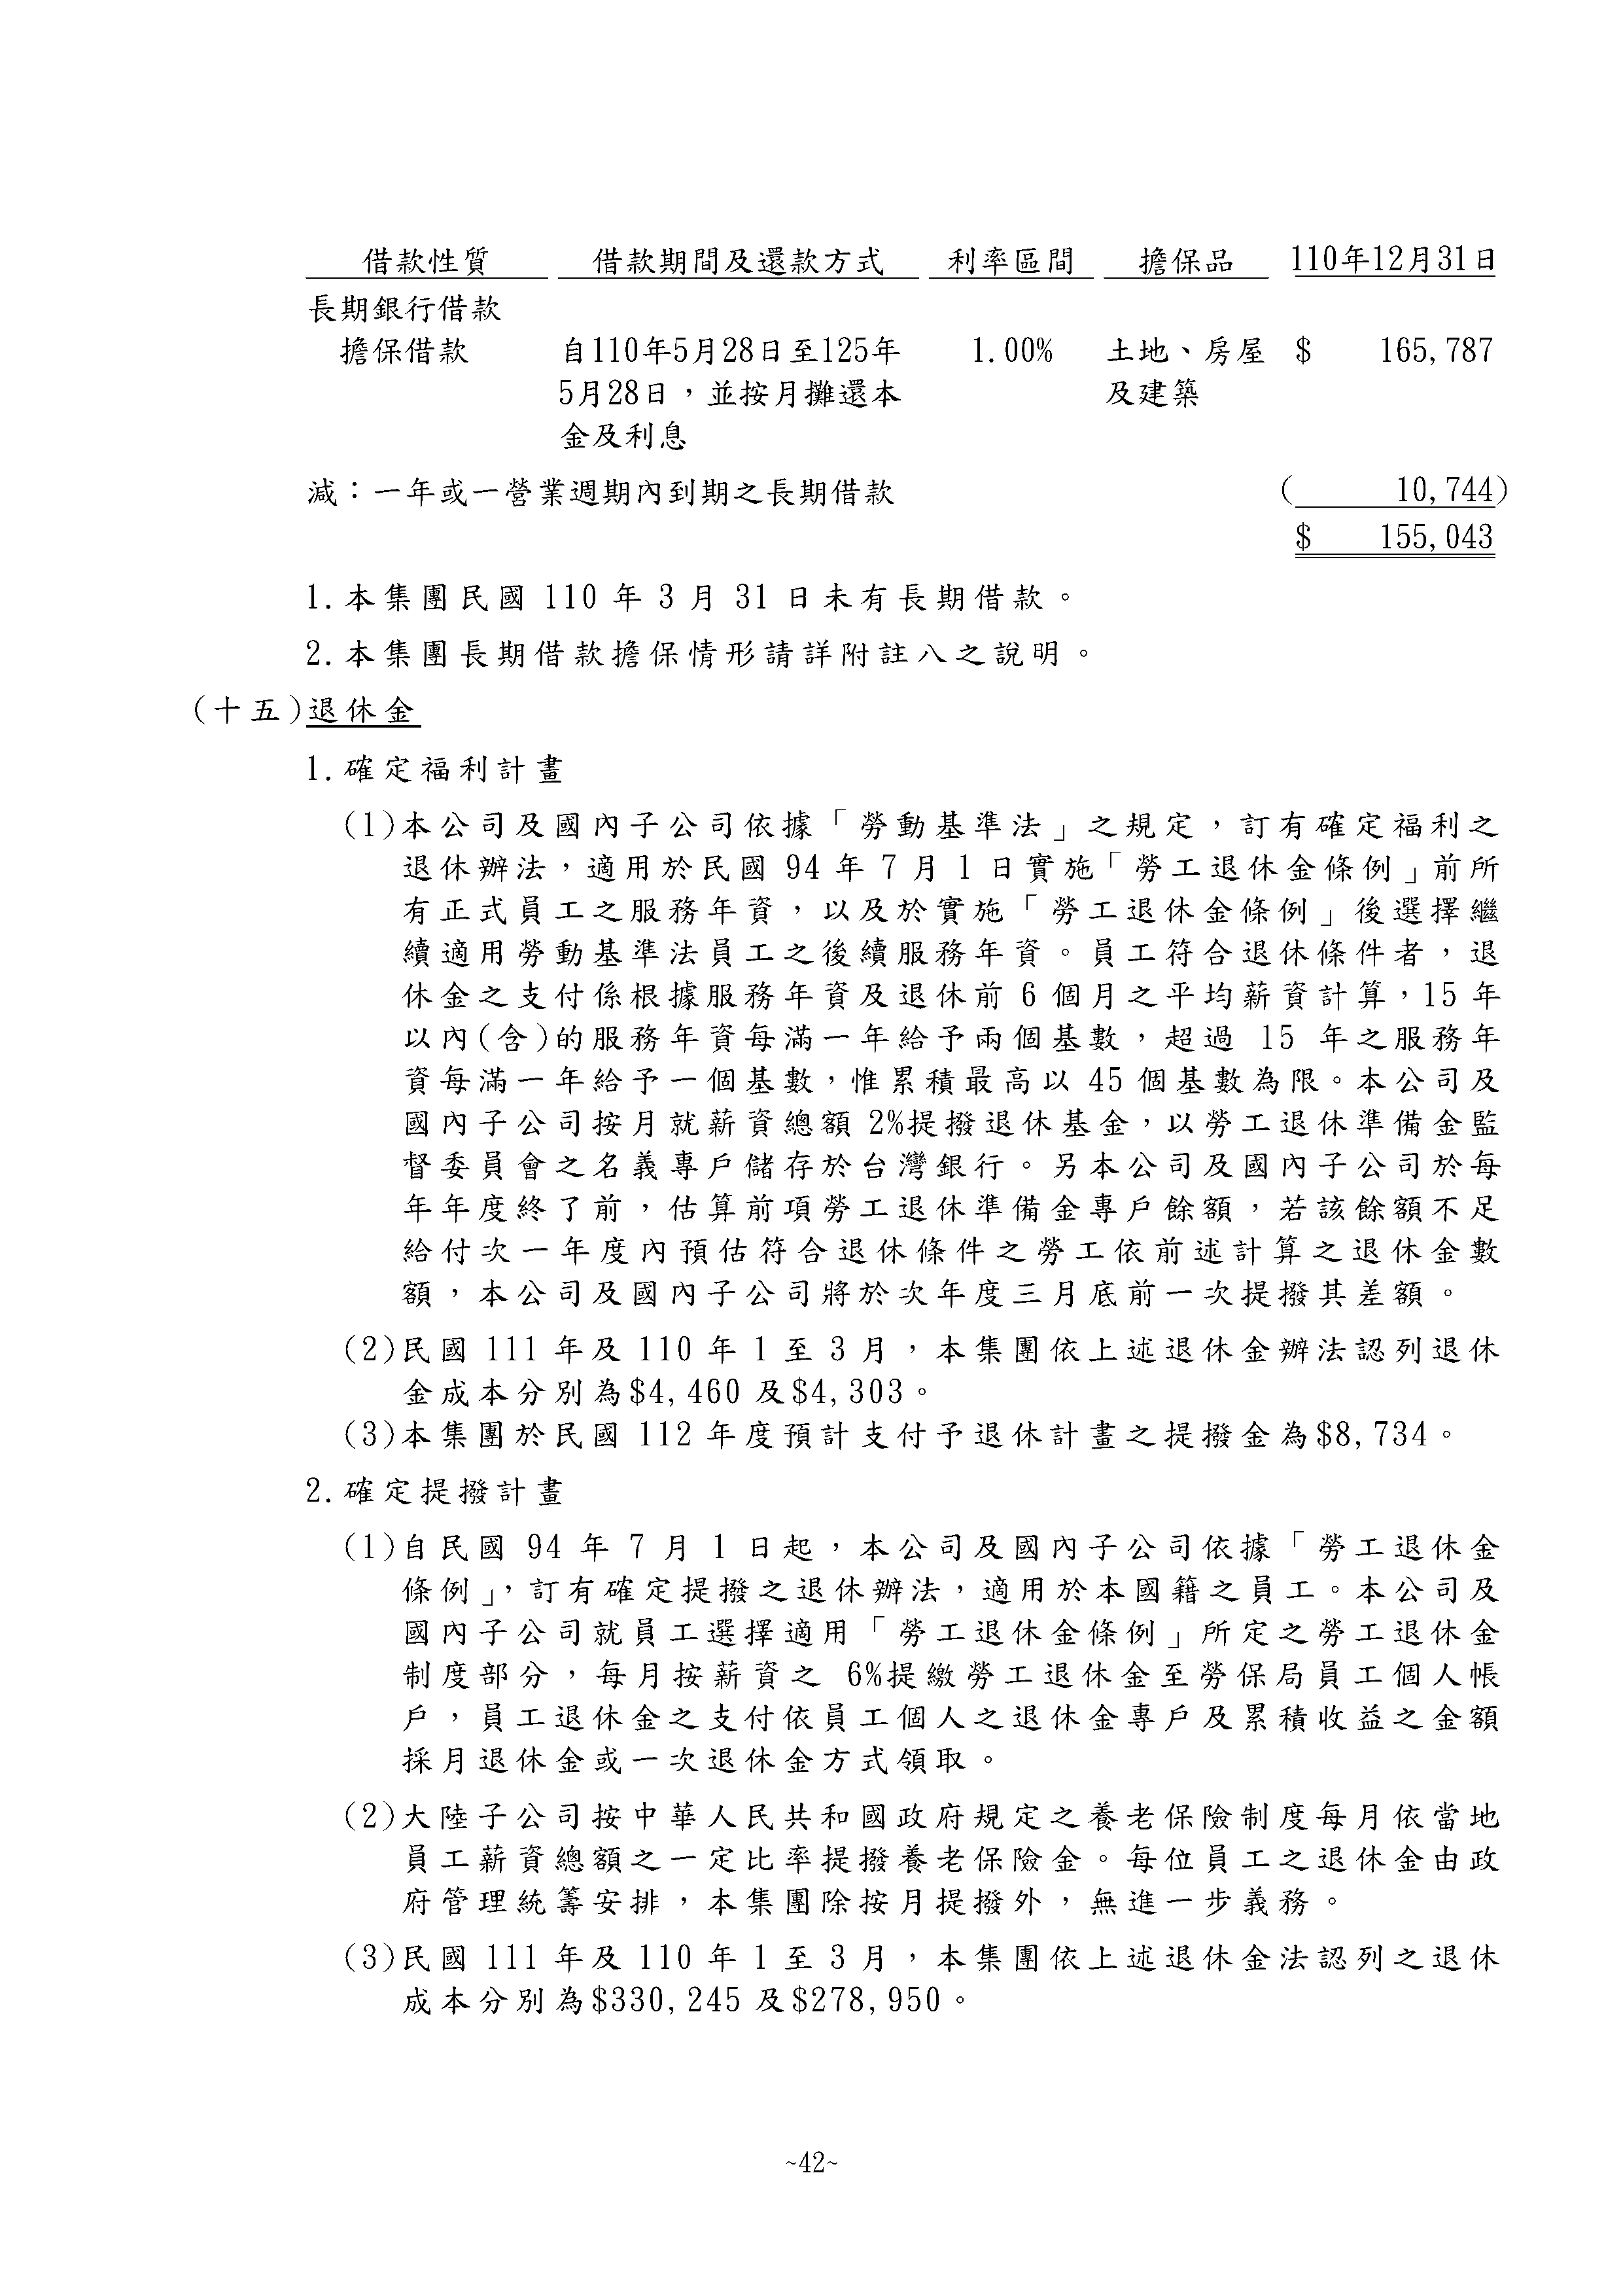 借款性質 借款期間及還款方式 利率區間 擔保品 110年12月31日
長期銀行借款
擔保借款 自110年5月28日至125年 1.00% 土地、房屋 $ 165,787
5月28日，並按月攤還本 及建築
金及利息
減：一年或一營業週期內到期之長期借款 ( 10,744)
$ 155,043
1.本集團民國 110 年 3 月 31 日未有長期借款。
2.本集團長期借款擔保情形請詳附註八之說明。
(十五)退休金
1.確定福利計畫
(1)本公司及國內子公司依據「勞動基準法」之規定，訂有確定福利之
退休辦法，適用於民國 94 年 7 月 1 日實施「勞工退休金條例」前所
有正式員工之服務年資，以及於實施「勞工退休金條例」後選擇繼
續適用勞動基準法員工之後續服務年資。員工符合退休條件者，退
休金之支付係根據服務年資及退休前 6 個月之平均薪資計算，15 年
以內(含)的服務年資每滿一年給予兩個基數，超過 15 年之服務年
資每滿一年給予一個基數，惟累積最高以 45 個基數為限。本公司及
國內子公司按月就薪資總額 2%提撥退休基金，以勞工退休準備金監
督委員會之名義專戶儲存於台灣銀行。另本公司及國內子公司於每
年年度終了前，估算前項勞工退休準備金專戶餘額，若該餘額不足
給付次一年度內預估符合退休條件之勞工依前述計算之退休金數
額，本公司及國內子公司將於次年度三月底前一次提撥其差額。
(2)民國 111 年及 110 年 1 至 3 月，本集團依上述退休金辦法認列退休
金成本分別為$4,460 及$4,303。
(3)本集團於民國 112 年度預計支付予退休計畫之提撥金為$8,734。
2.確定提撥計畫
(1)自民國 94 年 7 月 1 日起，本公司及國內子公司依據「勞工退休金
條例」，訂有確定提撥之退休辦法，適用於本國籍之員工。本公司及
國內子公司就員工選擇適用「勞工退休金條例」所定之勞工退休金
制度部分，每月按薪資之 6%提繳勞工退休金至勞保局員工個人帳
戶，員工退休金之支付依員工個人之退休金專戶及累積收益之金額
採月退休金或一次退休金方式領取。
(2)大陸子公司按中華人民共和國政府規定之養老保險制度每月依當地
員工薪資總額之一定比率提撥養老保險金。每位員工之退休金由政
府管理統籌安排，本集團除按月提撥外，無進一步義務。
(3)民國 111 年及 110 年 1 至 3 月，本集團依上述退休金法認列之退休
成本分別為$330,245 及$278,950。
~42~